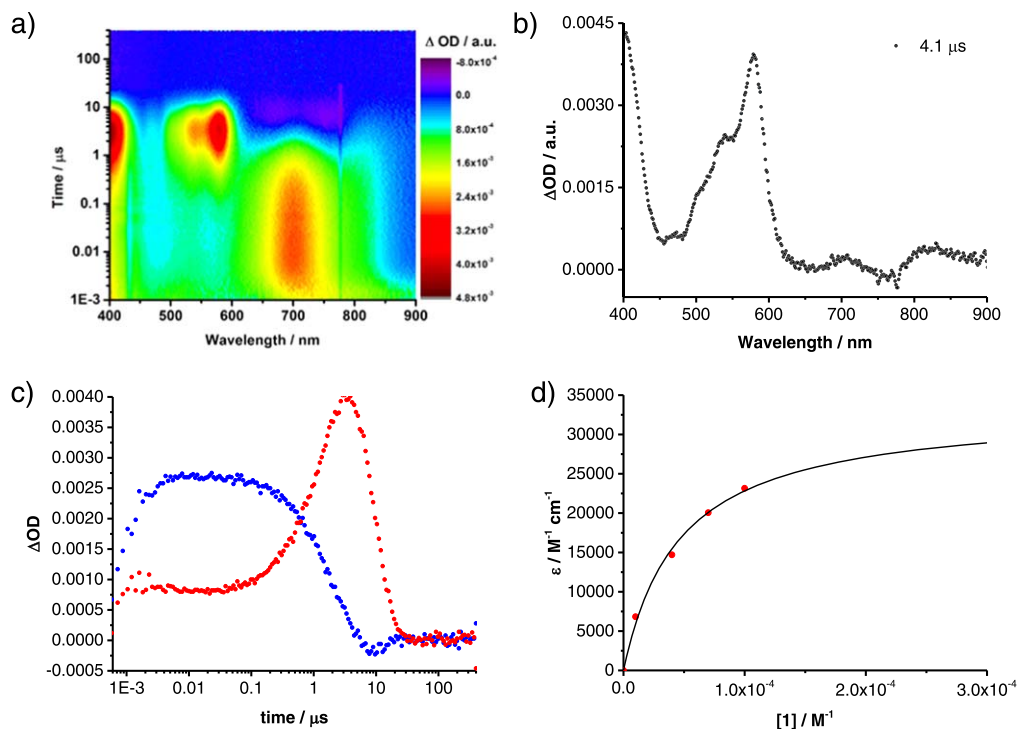 a)
Δ OD / a.u.
-8.0x10⁻⁴
0.0
8.0x10⁻⁴
1.6x10⁻³
2.4x10⁻³
3.2x10⁻³
4.0x10⁻³
4.8x10⁻³
100
10
1
0.1
0.01
1E-3
Time / μs
400 500 600 700 800 900
Wavelength / nm
b)
4.1 μs
0.0045
0.0030
0.0015
0.0000
ΔOD / a.u.
400 500 600 700 800 900
Wavelength / nm
c)
0.0040
0.0035
0.0030
0.0025
0.0020
0.0015
0.0010
0.0005
0.0000
-0.0005
ΔOD
1E-3 0.01 0.1 1 10 100
time / μs
d)
35000
30000
25000
20000
15000
10000
5000
0
ε / M⁻¹ cm⁻¹
0.0 1.0x10⁻⁴ 2.0x10⁻⁴ 3.0x10⁻⁴
[1] / M⁻¹